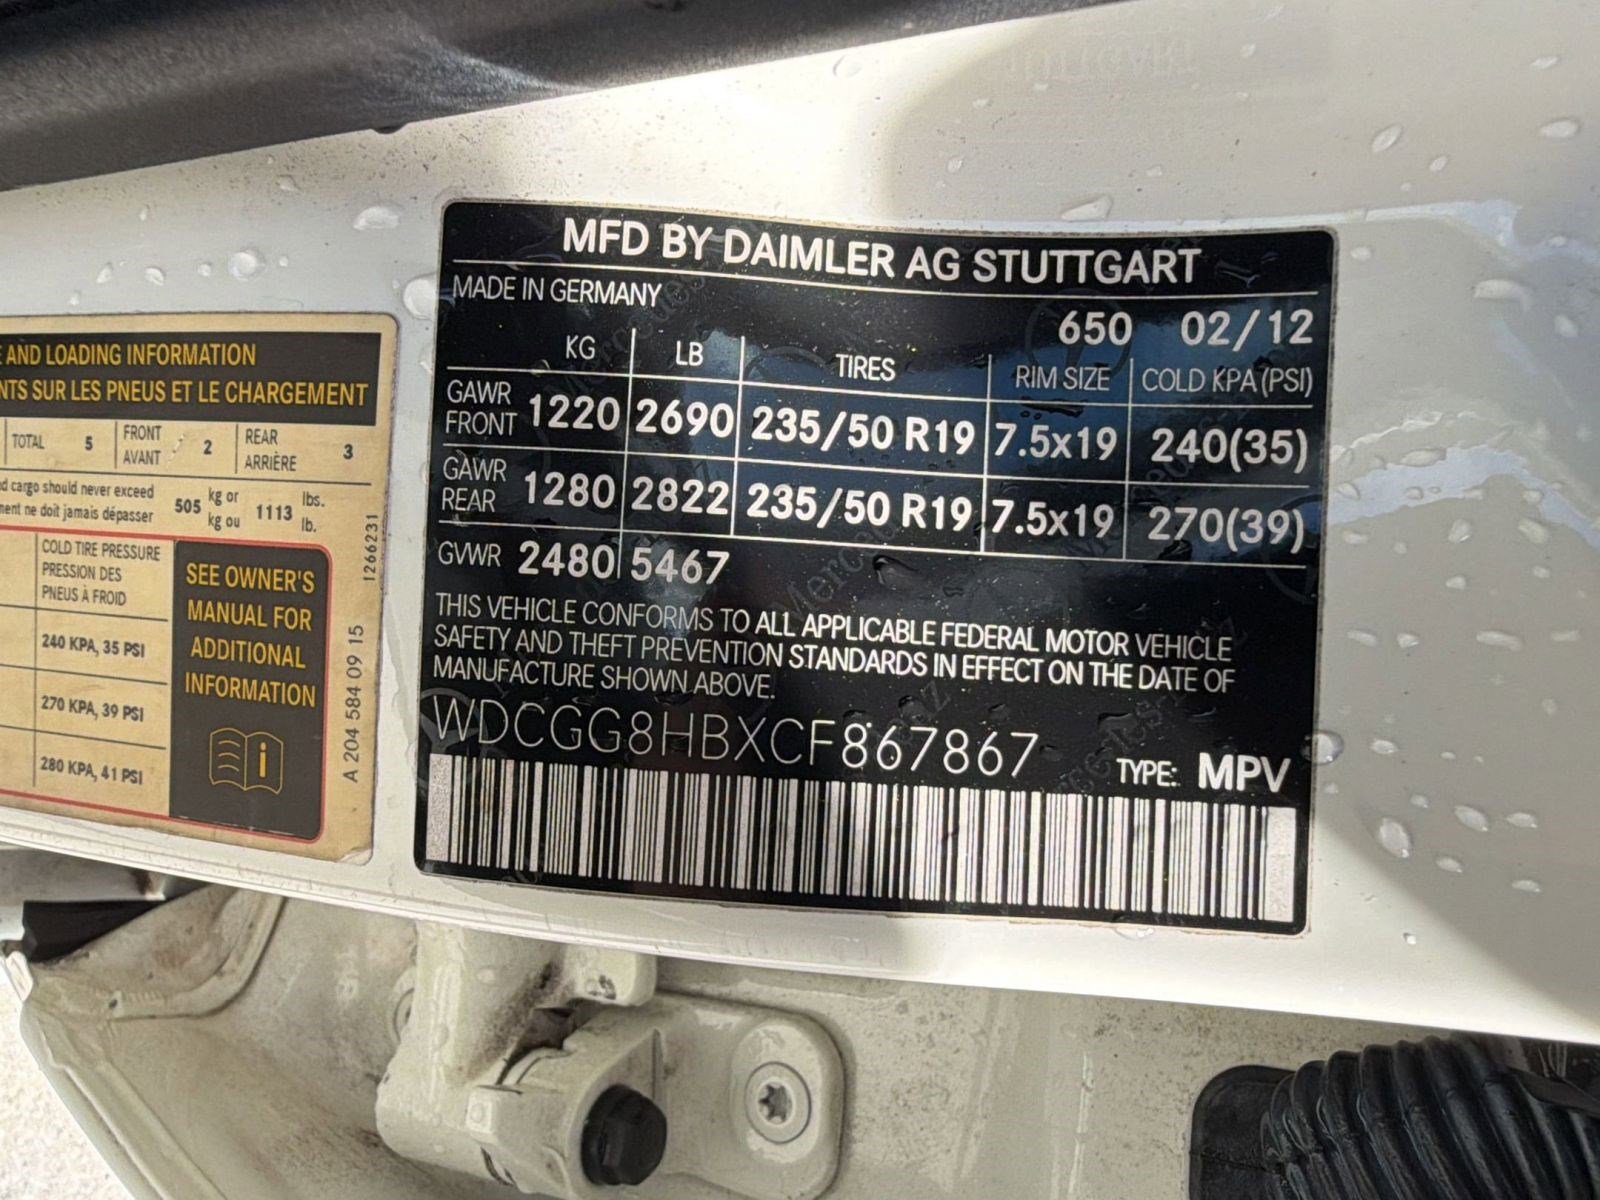 MFD BY DAIMLER AG STUTTGART
MADE IN GERMANY
650 02/12
KG LB TIRES RIM SIZE COLD KPA(PSI)
GAWR FRONT 1220 2690 235/50 R19 7.5x19 240(35)
GAWR REAR 1280 2822 235/50 R19 7.5x19 270(39)
GVWR 2480 5467
THIS VEHICLE CONFORMS TO ALL APPLICABLE FEDERAL MOTOR VEHICLE
SAFETY AND THEFT PREVENTION STANDARDS IN EFFECT ON THE DATE OF
MANUFACTURE SHOWN ABOVE.
WDCGG8HBXCF867867
TYPE: MPV
AND LOADING INFORMATION
SUR LES PNEUS ET LE CHARGEMENT
TOTAL 5 FRONT AVANT 2 REAR ARRIÈRE 3
cargo should never exceed 505 kg or 1113 lbs.
ne doit jamais dépasser kg ou lb.
COLD TIRE PRESSURE
PRESSION DES
PNEUS À FROID
240 KPA, 35 PSI
270 KPA, 39 PSI
280 KPA, 41 PSI
SEE OWNER'S
MANUAL FOR
ADDITIONAL
INFORMATION
i
1266231
A 204 584 09 15